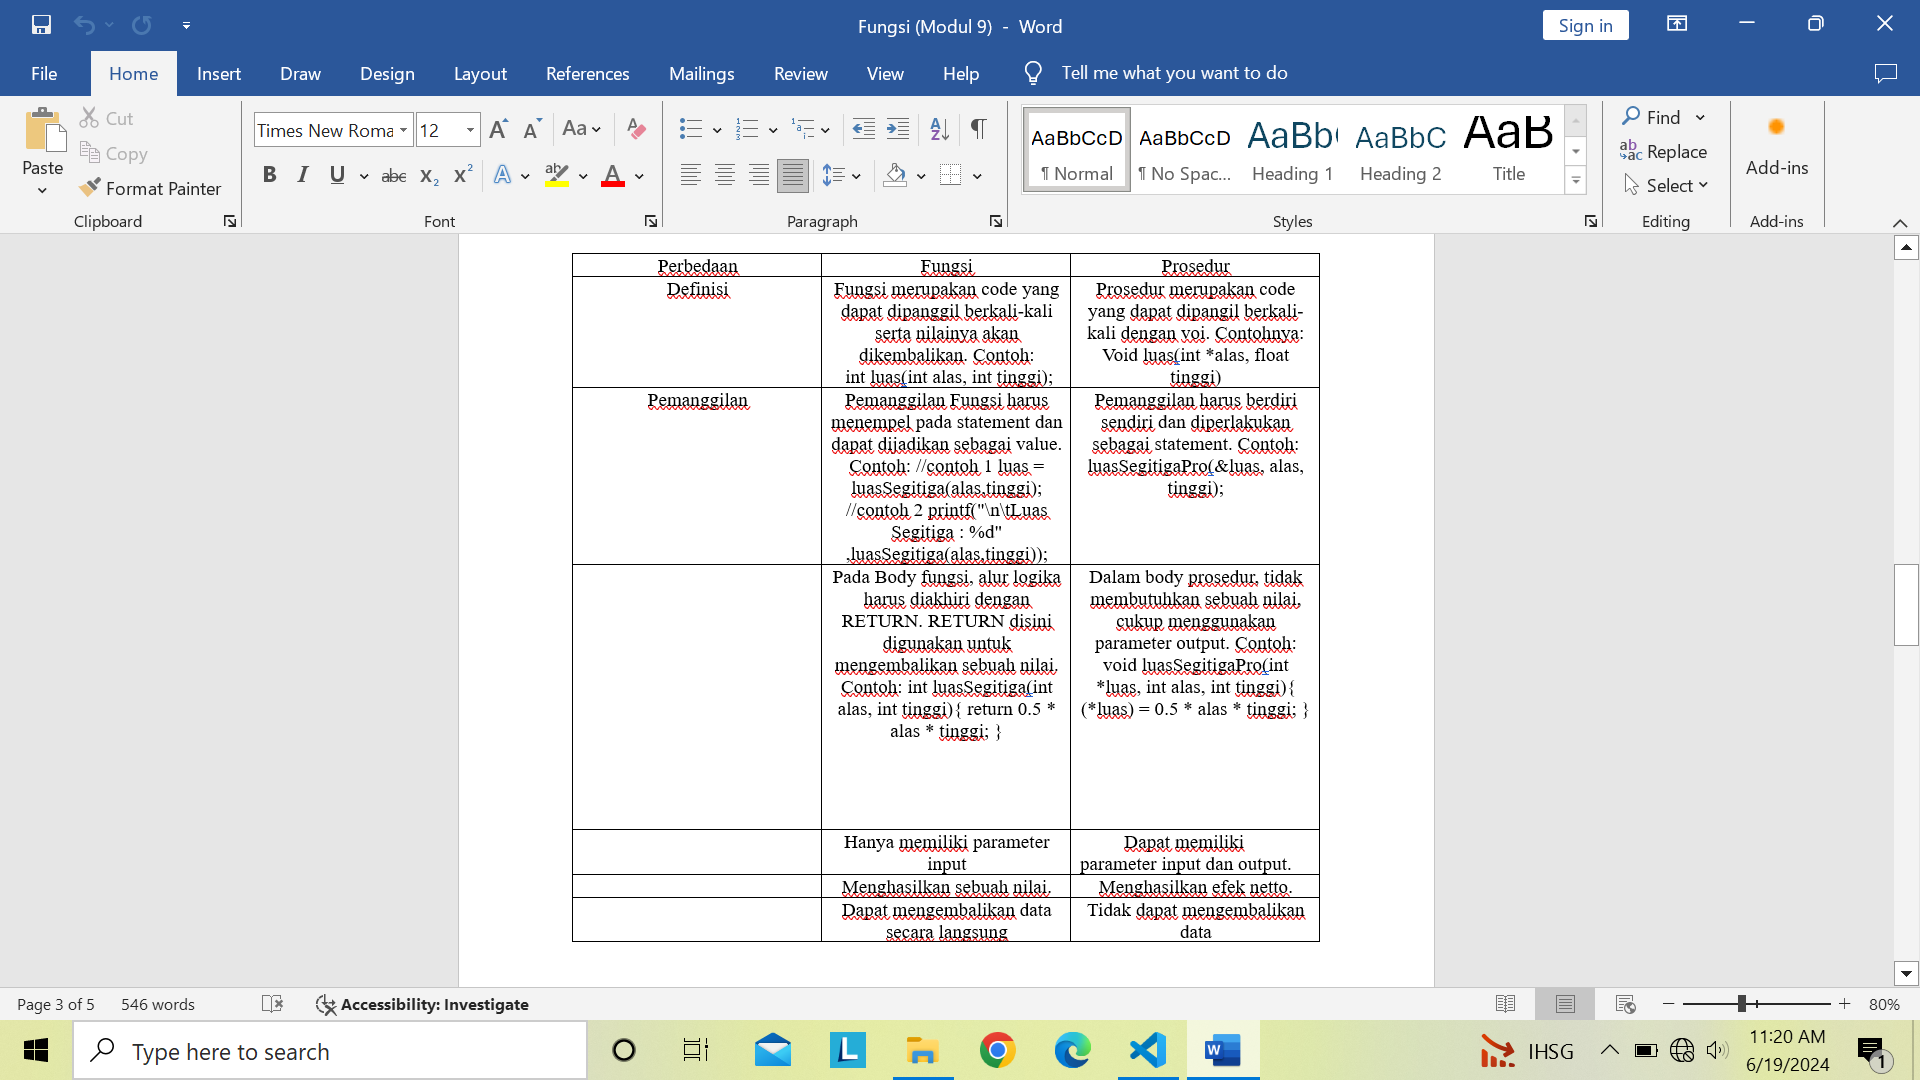 Fungsi (Modul 9) - Word
Sign in
File
Home
Insert
Draw
Design
Layout
References
Mailings
Review
View
Help
Tell me what you want to do
Paste
Cut
Copy
Format Painter
Clipboard
Times New Roma
12
Font
Paragraph
AaBbCcD
¶ Normal
AaBbCcD
¶ No Spac...
AaBb(
Heading 1
AaBbC
Heading 2
AaB
Title
Styles
Find
Replace
Select
Editing
Add-ins
Add-ins
Perbedaan
Fungsi
Prosedur
Definisi
Fungsi merupakan code yang
dapat dipanggil berkali-kali
serta nilainya akan
dikembalikan. Contoh:
int luas(int alas, int tinggi);
Prosedur merupakan code
yang dapat dipangil berkali-
kali dengan voi. Contohnya:
Void luas(int *alas, float
tinggi)
Pemanggilan
Pemanggilan Fungsi harus
menempel pada statement dan
dapat dijadikan sebagai value.
Contoh: //contoh 1 luas =
luasSegitiga(alas,tinggi);
//contoh 2 printf("\n\tLuas
Segitiga : %d"
,luasSegitiga(alas,tinggi));
Pemanggilan harus berdiri
sendiri dan diperlakukan
sebagai statement. Contoh:
luasSegitigaPro(&luas, alas,
tinggi);
Pada Body fungsi, alur logika
harus diakhiri dengan
RETURN. RETURN disini
digunakan untuk
mengembalikan sebuah nilai.
Contoh: int luasSegitiga(int
alas, int tinggi){ return 0.5 *
alas * tinggi; }
Dalam body prosedur, tidak
membutuhkan sebuah nilai,
cukup menggunakan
parameter output. Contoh:
void luasSegitigaPro(int
*luas, int alas, int tinggi){
(*luas) = 0.5 * alas * tinggi; }
Hanya memiliki parameter
input
Dapat memiliki
parameter input dan output.
Menghasilkan sebuah nilai.
Menghasilkan efek netto.
Dapat mengembalikan data
secara langsung
Tidak dapat mengembalikan
data
Page 3 of 5
546 words
Accessibility: Investigate
80%
Type here to search
IHSG
11:20 AM
6/19/2024
1